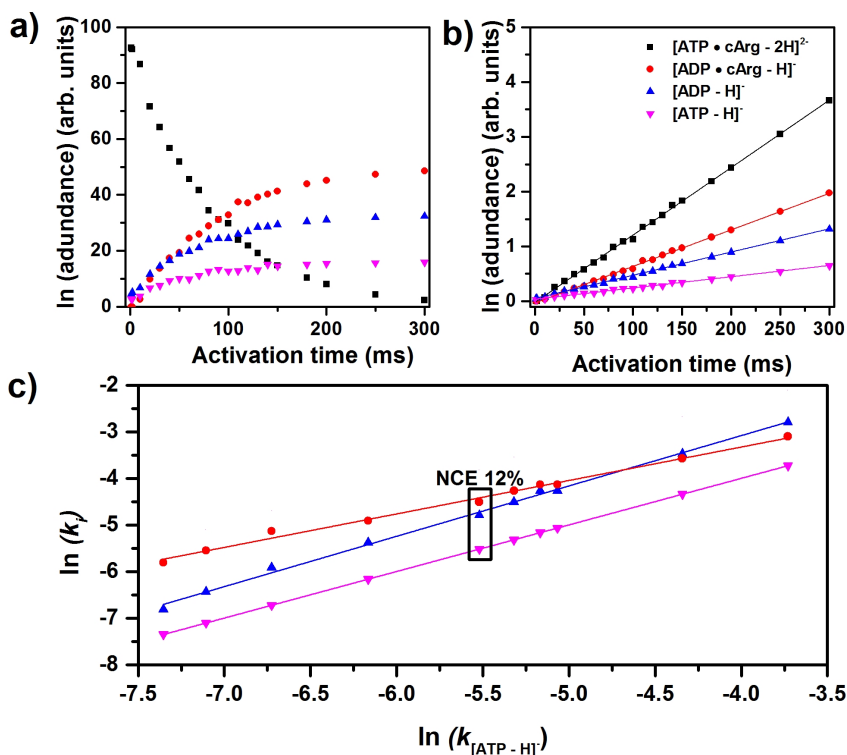 a)
ln (adundance) (arb. units)
100
80
60
40
20
0
0 100 200 300
Activation time (ms)
b)
ln (adundance) (arb. units)
5
4
3
2
1
0
0 50 100 150 200 250 300
Activation time (ms)
[ATP • cArg - 2H]²⁻
[ADP • cArg - H]⁻
[ADP - H]⁻
[ATP - H]⁻
c)
ln (kᵢ)
-2
-3
-4
-5
-6
-7
-8
NCE 12%
-7.5 -7.0 -6.5 -6.0 -5.5 -5.0 -4.5 -4.0 -3.5
ln (k[ATP - H]⁻)